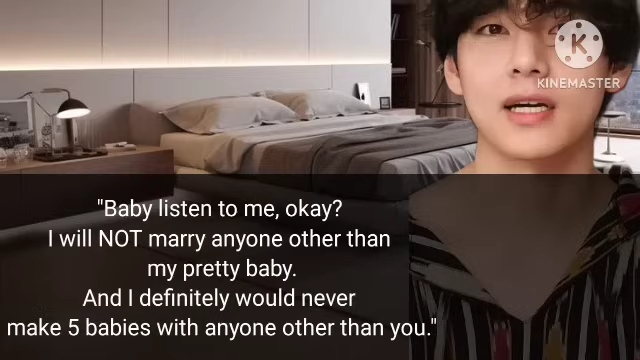 K
KINEMASTER
"Baby listen to me, okay?
I will NOT marry anyone other than
my pretty baby.
And I definitely would never
make 5 babies with anyone other than you."